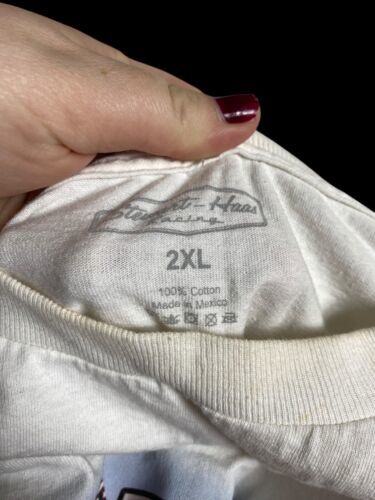 Stewart-Haas
Racing
2XL
100% Cotton
Made in Mexico